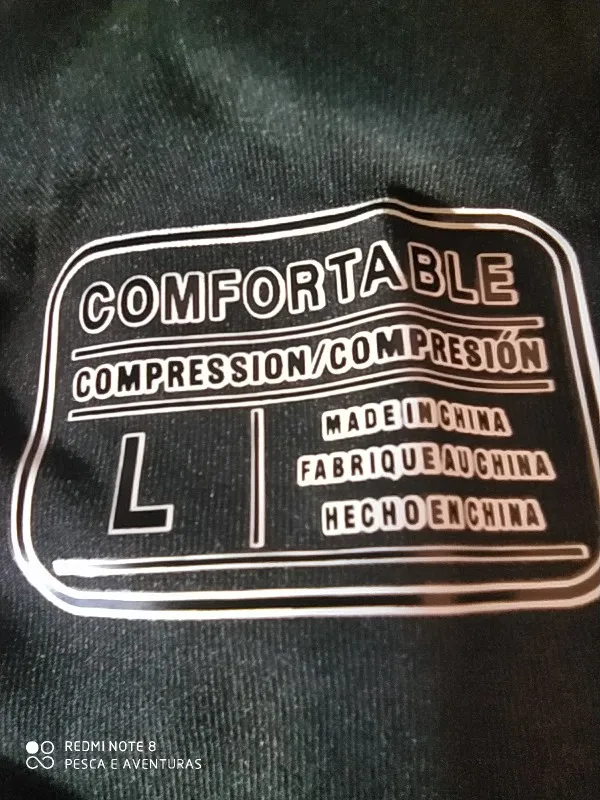 COMFORTABLE
COMPRESSION/COMPRESIÓN
L
MADE IN CHINA
FABRIQUE AU CHINA
HECHO EN CHINA
REDMI NOTE 8
PESCA E AVENTURAS